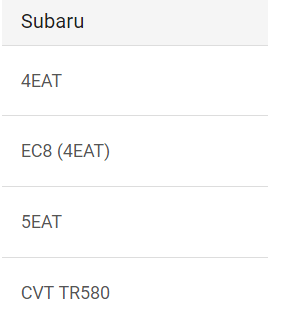 Subaru
4EAT
EC8 (4EAT)
5EAT
CVT TR580